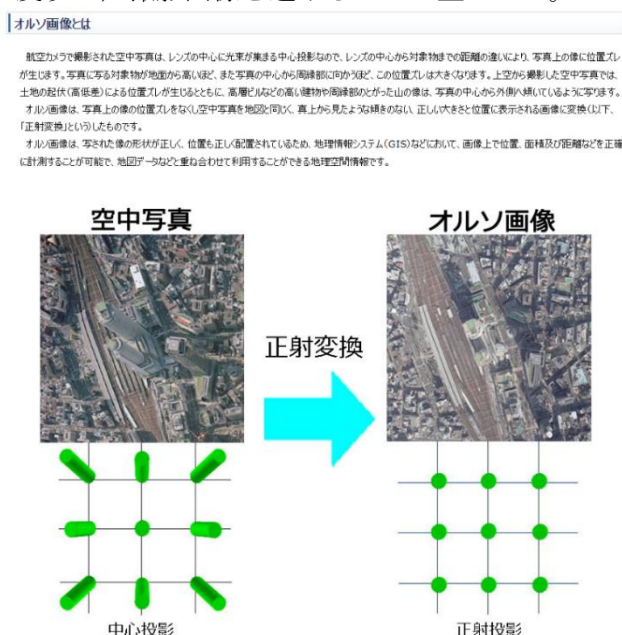 オルソ画像とは
航空カメラで撮影された空中写真は、レンズの中心に光束が集まる中心投影なので、レンズの中心から対象物までの距離の違いにより、写真上の像に位置ズレ
が生じます。写真に写る対象物が地面から高いほど、また写真の中心から周縁部に向かうほど、この位置ズレは大きくなります。上空から撮影した空中写真では、
土地の起伏(高低差)による位置ズレが生じるとともに、高層ビルなどの高い建物や周縁部のとがった山の像は、写真の中心から外側へ傾いているように写ります。
オルソ画像は、写真上の像の位置ズレをなくし空中写真を地図と同じく、真上から見たような傾きのない、正しい大きさと位置に表示される画像に変換(以下、
「正射変換」という)したものです。
オルソ画像は、写された像の形状が正しく、位置も正しく配置されているため、地理情報システム(GIS)などにおいて、画像上で位置、面積及び距離などを正確
に計測することが可能で、地図データなどと重ね合わせて利用することができる地理空間情報です。
空中写真
オルソ画像
正射変換
中心投影
正射投影